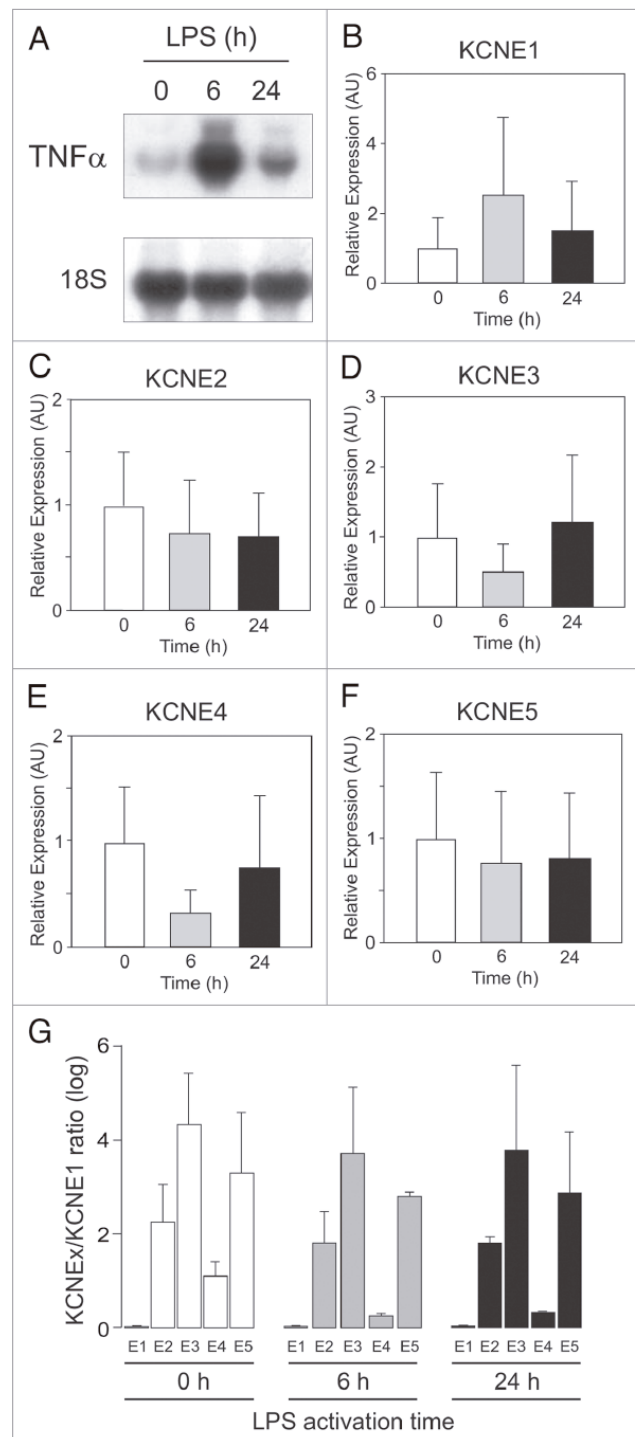 A
LPS (h)
0 6 24
TNFα
18S
B
KCNE1
Relative Expression (AU)
6
4
2
0
0 6 24
Time (h)
C
KCNE2
Relative Expression (AU)
2
1
0
0 6 24
Time (h)
D
KCNE3
Relative Expression (AU)
3
2
1
0
0 6 24
Time (h)
E
KCNE4
Relative Expression (AU)
2
1
0
0 6 24
Time (h)
F
KCNE5
Relative Expression (AU)
2
1
0
0 6 24
Time (h)
G
KCNEx/KCNE1 ratio (log)
6
4
2
0
E1 E2 E3 E4 E5 E1 E2 E3 E4 E5 E1 E2 E3 E4 E5
0 h 6 h 24 h
LPS activation time